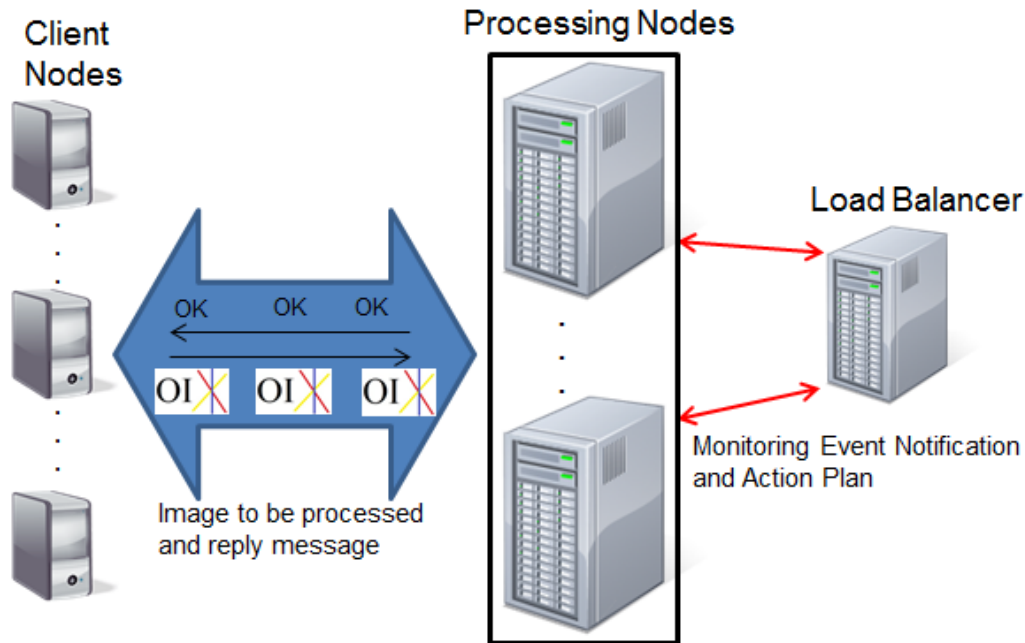 Client
Nodes
Processing Nodes
Load Balancer
OK OK OK
OI OI OI
Image to be processed
and reply message
Monitoring Event Notification
and Action Plan